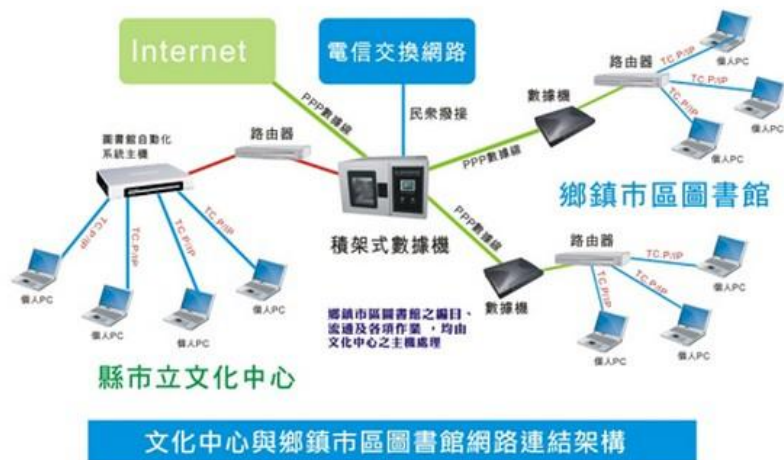 Internet
電信交換網路
PPP數據線
民眾撥接
圖書館自動化
系統主機
路由器
積架式數據機
PPP數據線
數據機
路由器
TC.P/IP
TC.P/IP
TC.P/IP
個人PC
個人PC
個人PC
鄉鎮市區圖書館
TC.P/IP
TC.P/IP
TC.P/IP
TC.P/IP
個人PC
個人PC
個人PC
個人PC
縣市立文化中心
PPP數據線
數據機
路由器
TC.P/IP
TC.P/IP
TC.P/IP
個人PC
個人PC
個人PC
鄉鎮市區圖書館之編目、
流通及各項作業 ，均由
文化中心之主機處理
文化中心與鄉鎮市區圖書館網路連結架構